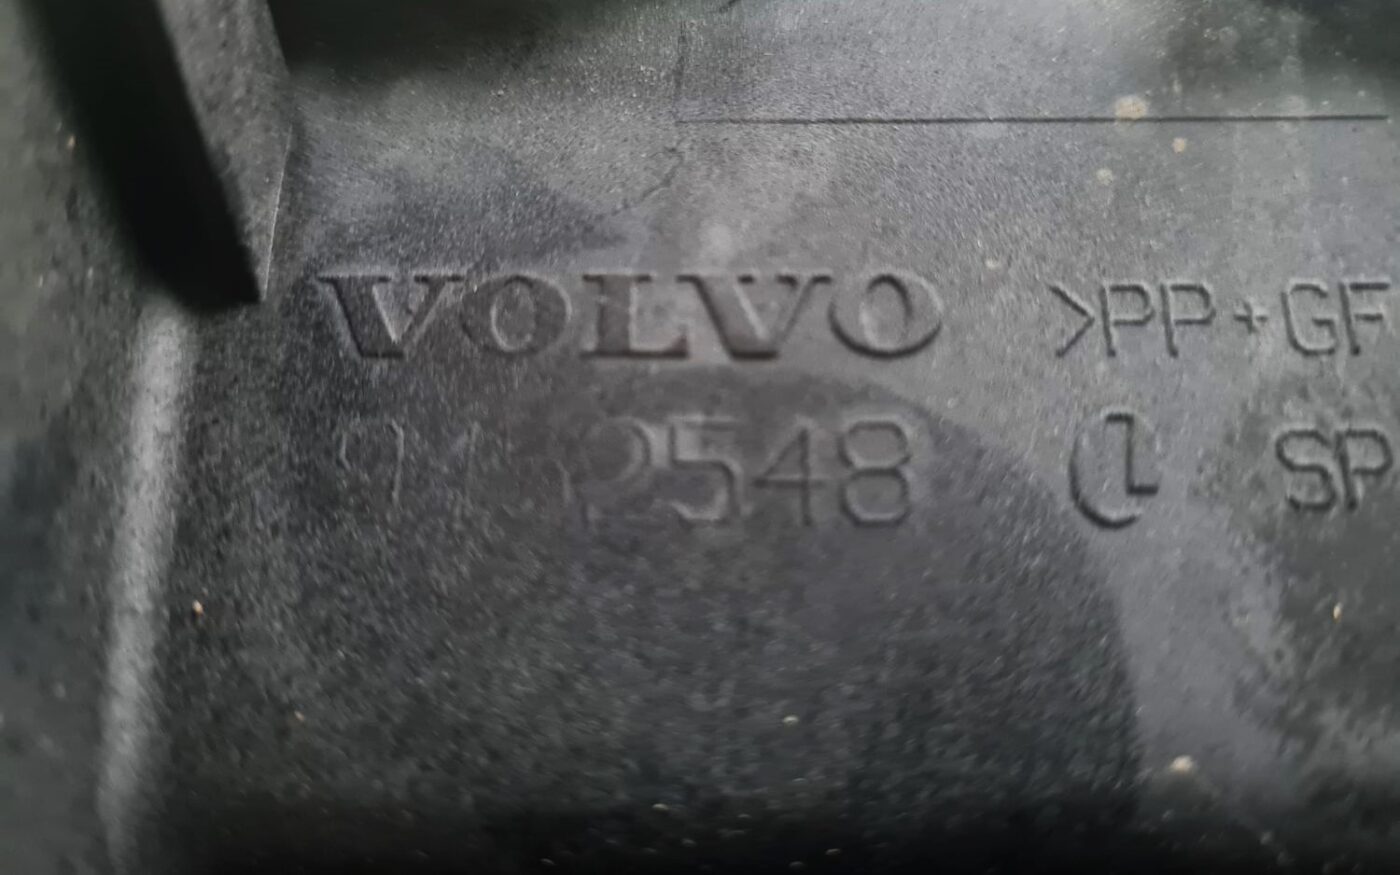 VOLVO >PP+GF
2548 L SP